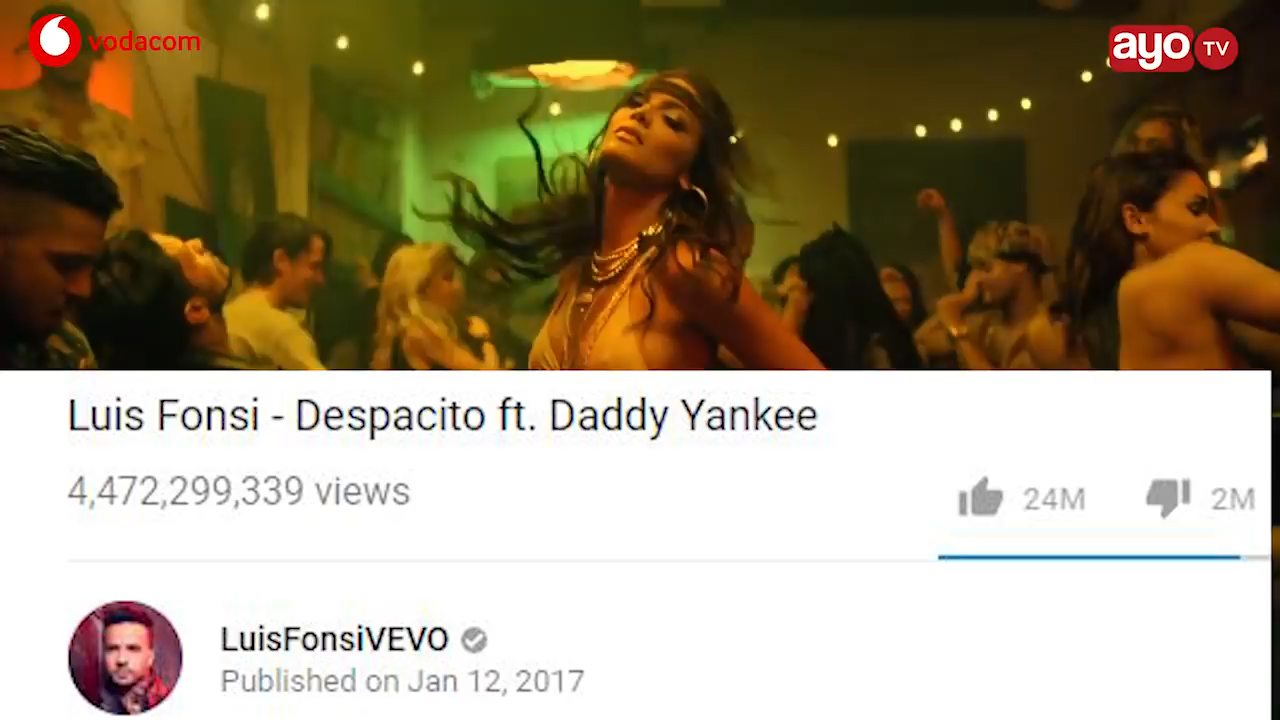 vodacom
ayo TV
Luis Fonsi - Despacito ft. Daddy Yankee
4,472,299,339 views
24M
2M
LuisFonsiVEVO
Published on Jan 12, 2017